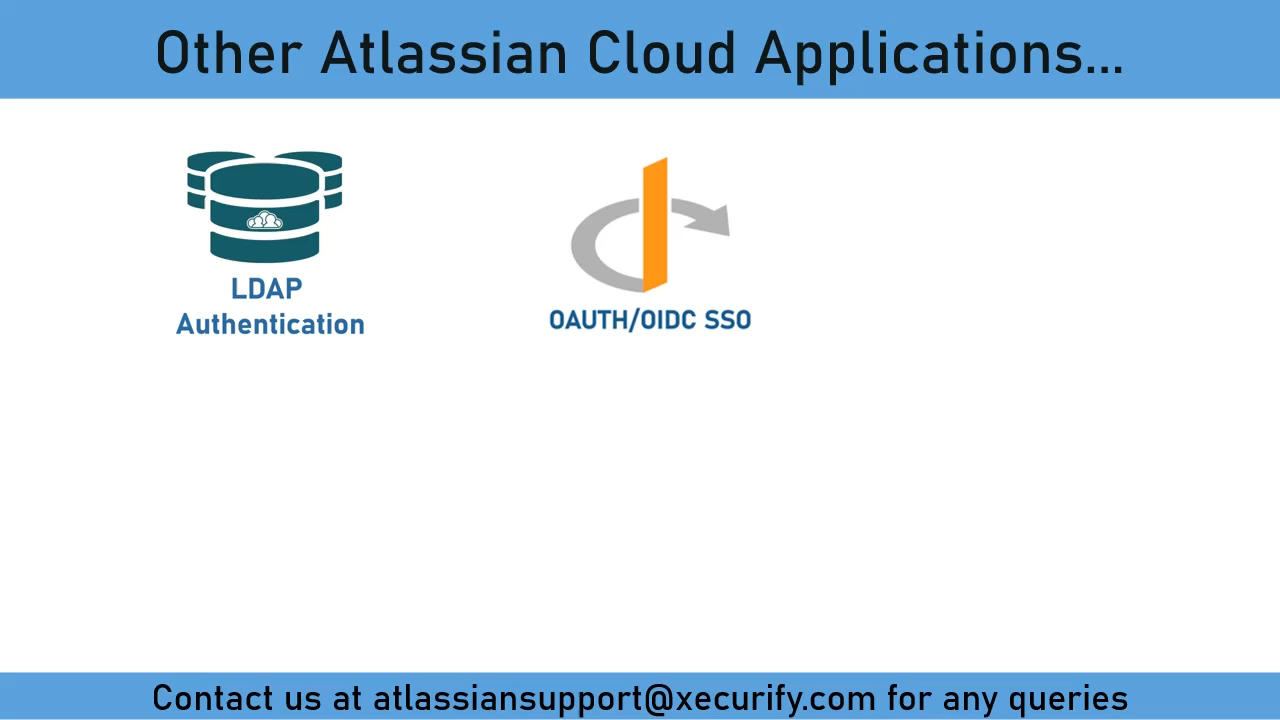 Other Atlassian Cloud Applications...
LDAP
Authentication
OAUTH/OIDC SSO
Contact us at atlassiansupport@xecurify.com for any queries